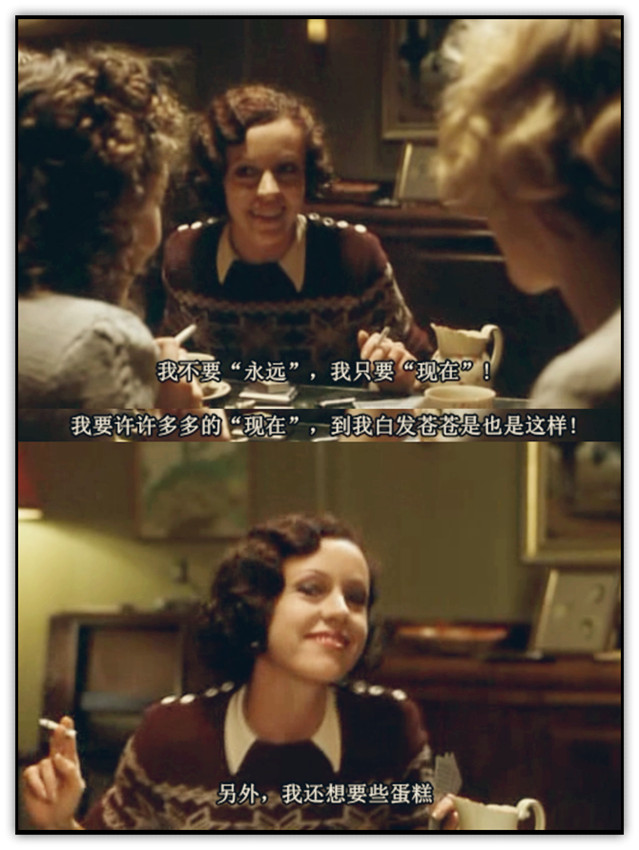 我不要“永远”，我只要“现在”！
我要许许多多的“现在”，到我白发苍苍是也是这样！
另外，我还想要些蛋糕